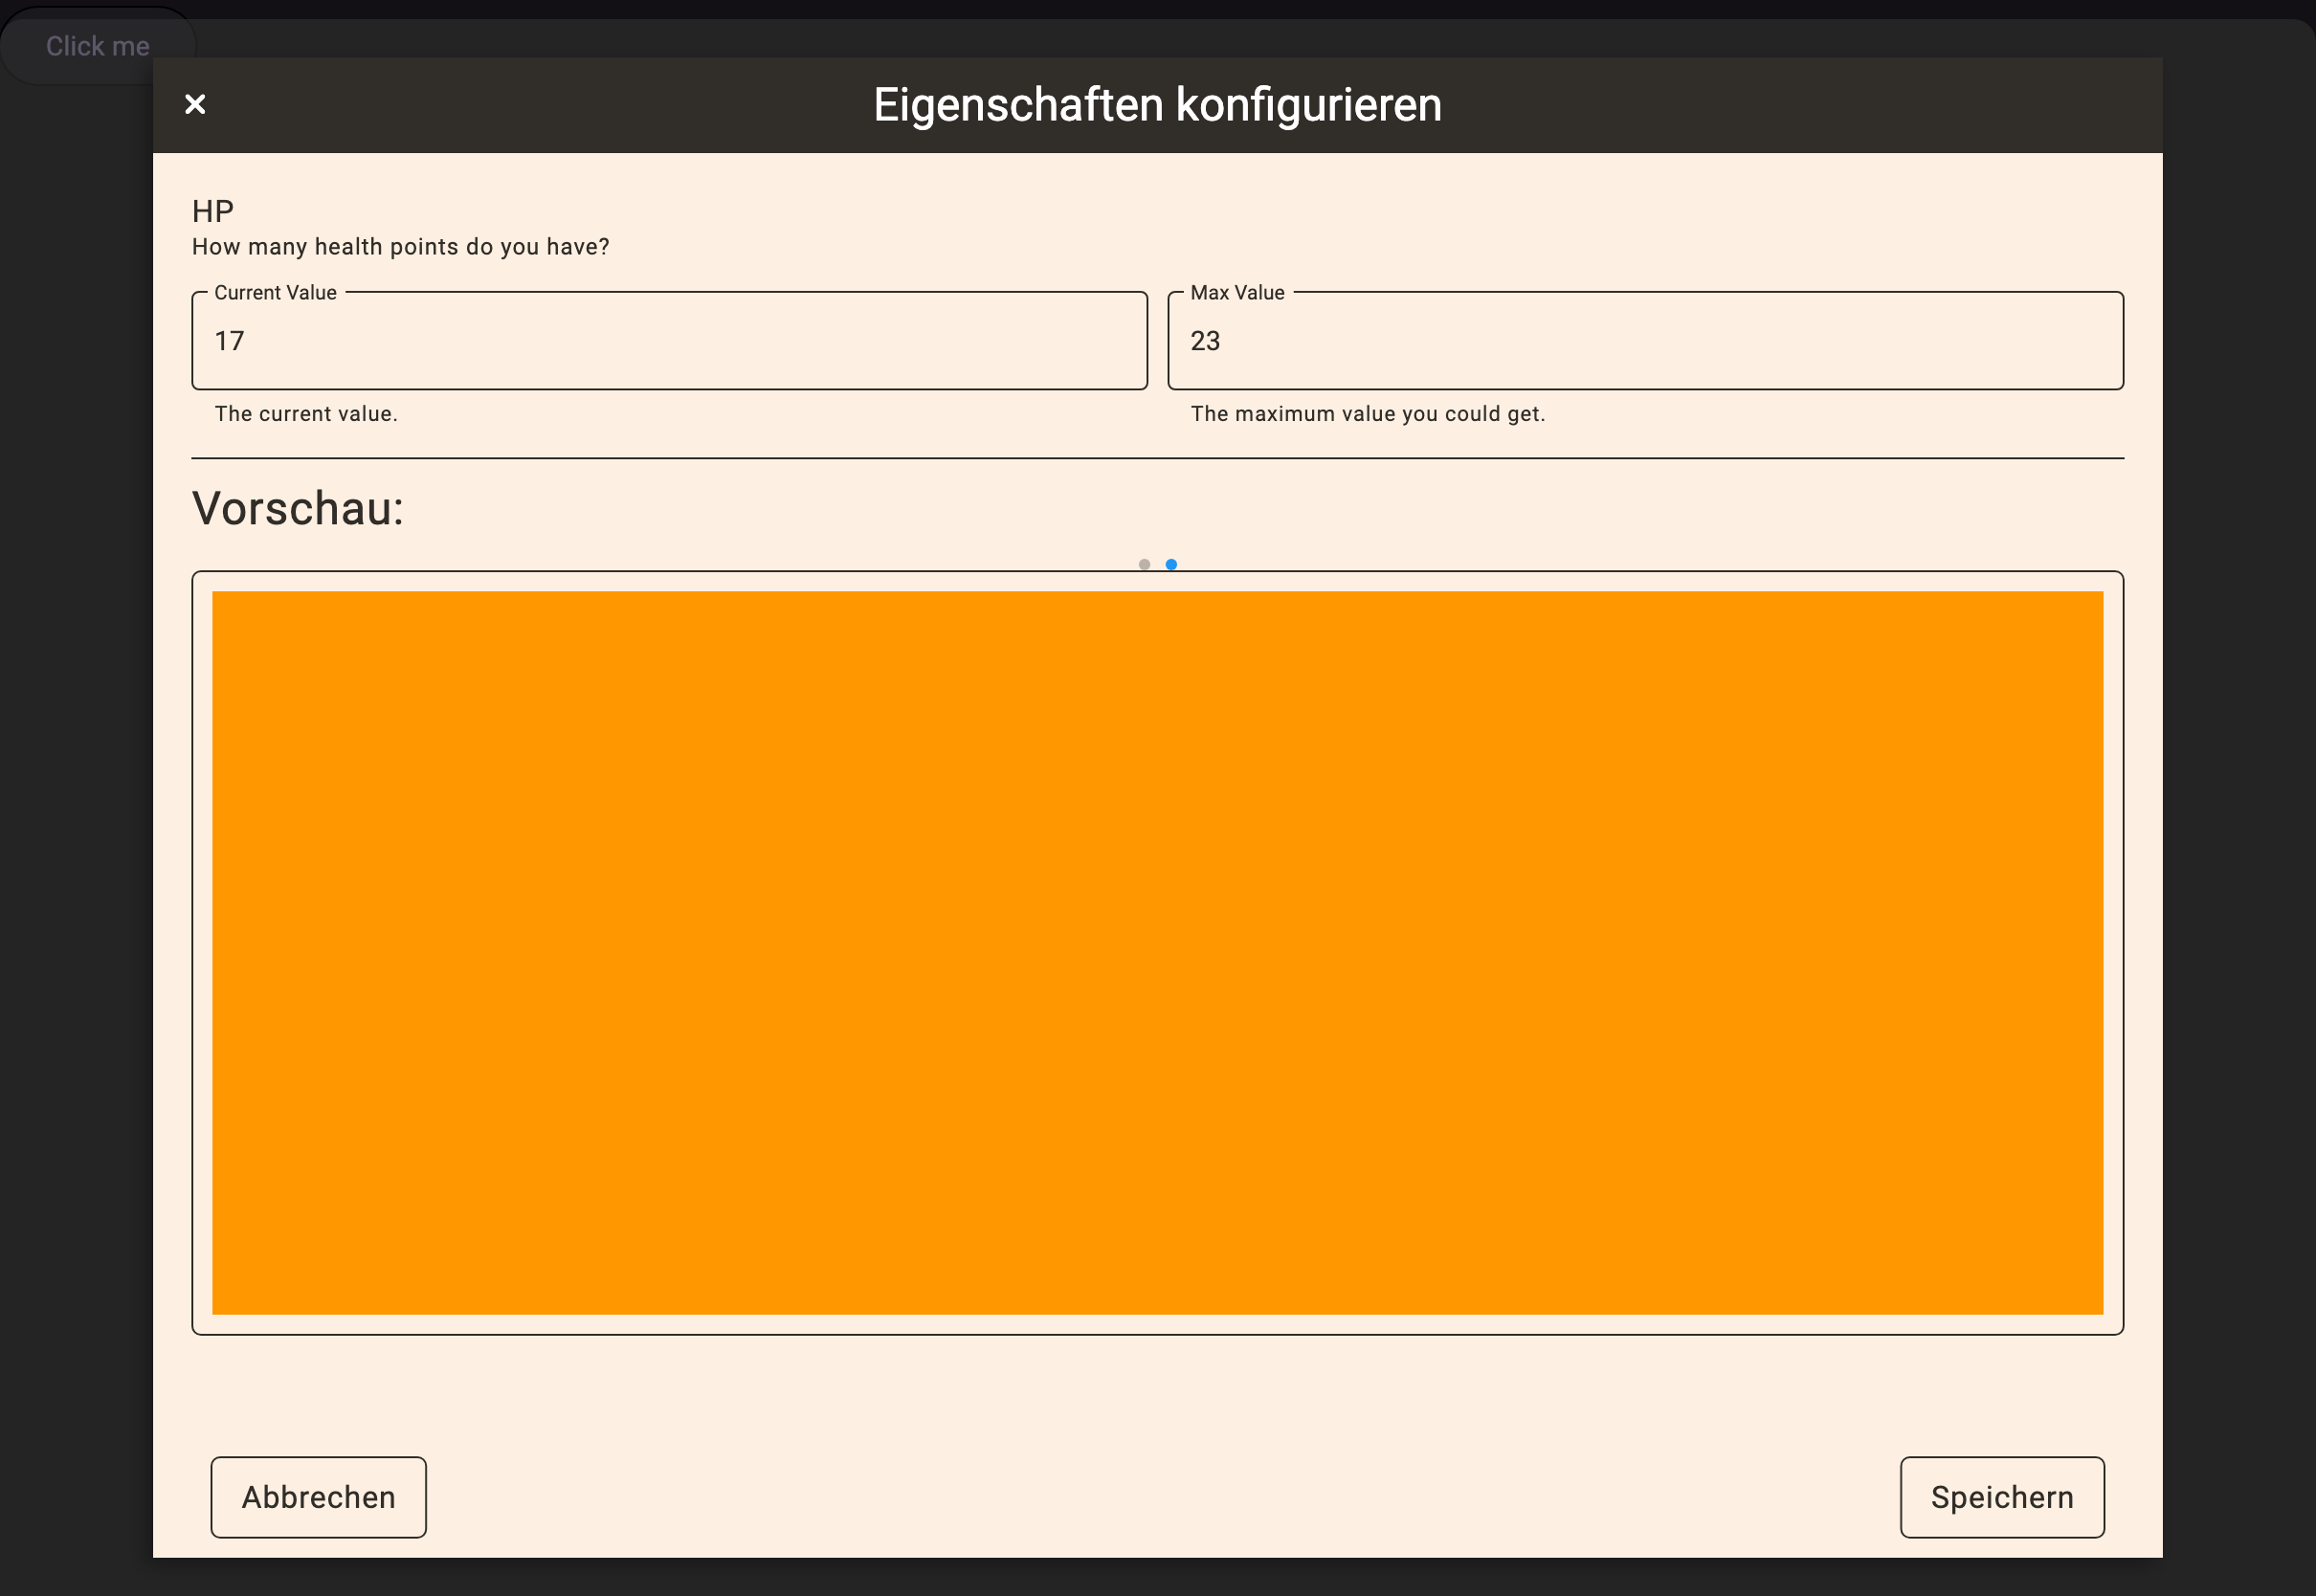 Click me
Eigenschaften konfigurieren
HP
How many health points do you have?
Current Value
17
The current value.
Max Value
23
The maximum value you could get.
Vorschau:
Abbrechen
Speichern